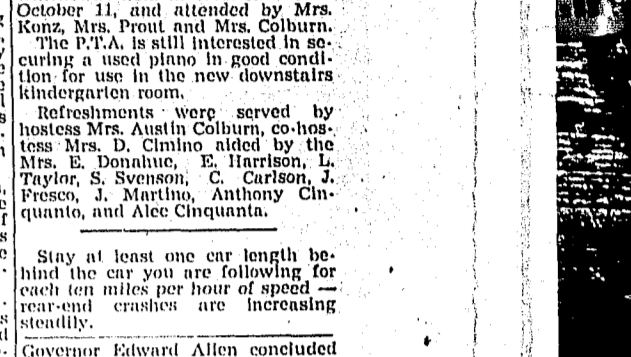 October 11, and attended by Mrs.
Konz, Mrs. Prout and Mrs. Colburn.
The P.T.A. is still interested in se-
curing a used piano in good condi-
tion for use in the new downstairs
kindergarten room.
Refreshments were served by
hostess Mrs. Austin Colburn, co-hos-
tess Mrs. D. Cimino aided by the
Mrs. E. Donahue, E. Harrison, L.
Taylor, S. Svenson, C. Carlson, J.
Fresco, J. Martino, Anthony Cin-
quanto, and Alec Cinquanta.
Stay at least one car length be-
hind the car you are following for
each ten miles per hour of speed —
rear-end crashes are increasing
steadily.
Governor Edward Allen concluded